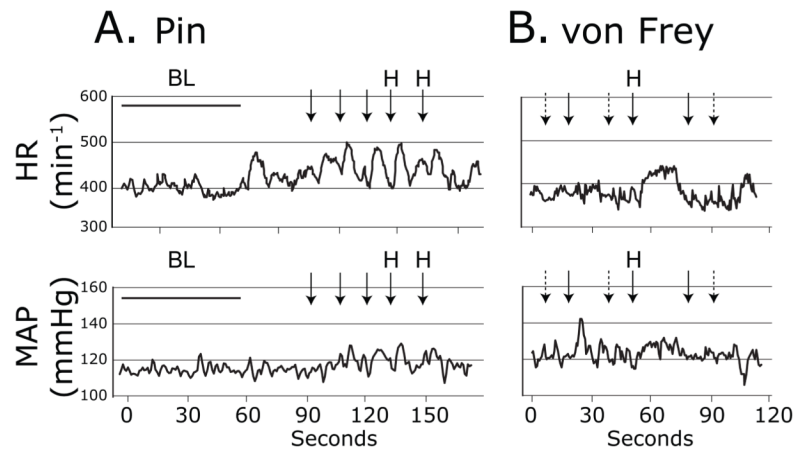 A. Pin
B. von Frey
BL
H H
H
600
500
400
300
HR
(min-1)
BL
H H
H
160
140
120
100
MAP
(mmHg)
0 30 60 90 120 150
0 30 60 90 120
Seconds
Seconds